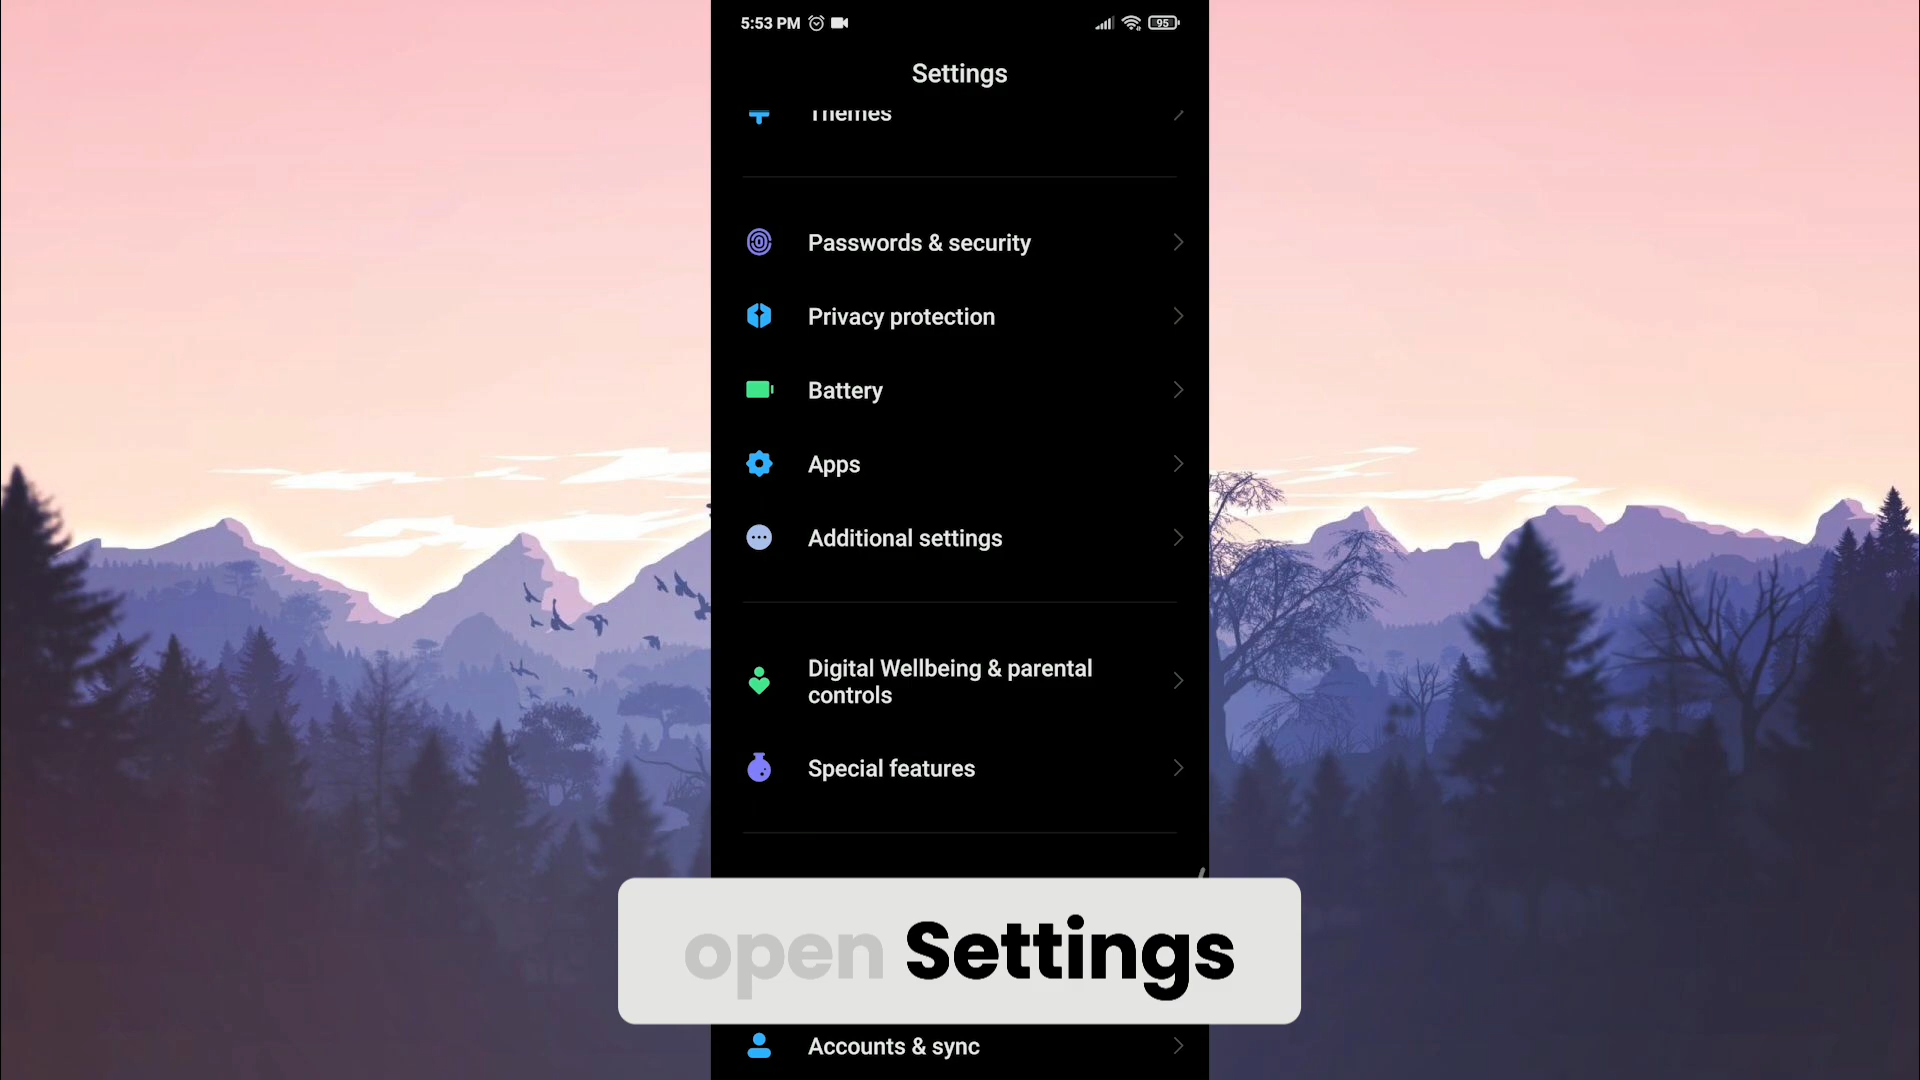 5:53 PM
95
Settings
Themes
Passwords & security
Privacy protection
Battery
Apps
Additional settings
Digital Wellbeing & parental
controls
Special features
open Settings
Accounts & sync